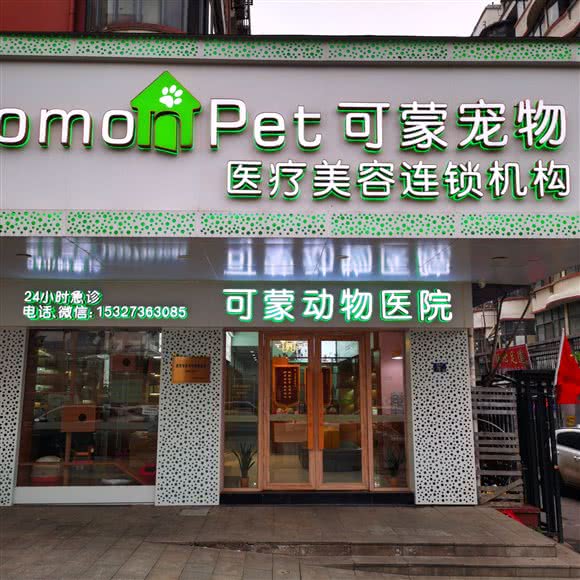 omon Pet 可蒙宠物
医疗美容连锁机构
24小时急诊
电话.微信:15327363085
可蒙动物医院